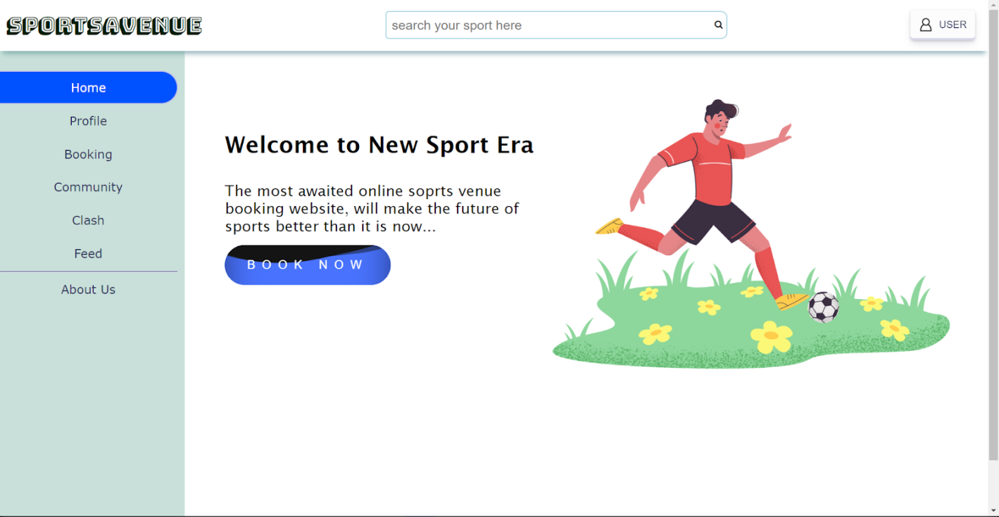 SPORTSAVENUE
search your sport here
USER
Home
Profile
Booking
Community
Clash
Feed
About Us
Welcome to New Sport Era
The most awaited online soprts venue
booking website, will make the future of
sports better than it is now...
BOOK NOW